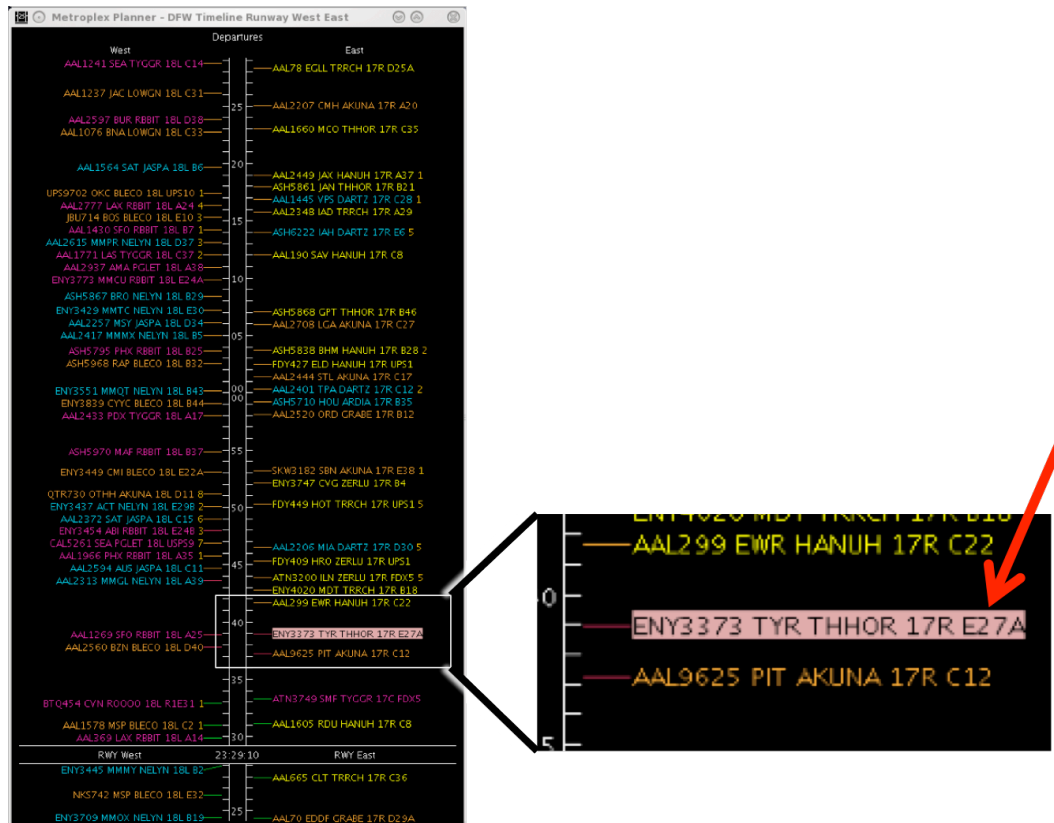 Metroplex Planner - DFW Timeline Runway West East
Departures
West
East
AAL1241 SEA TYGGR 18L C14
AAL78 EGLL TRRCH 17R D25A
AAL1237 JAC LOWGN 18L C31
25
AAL2207 CMH AKUNA 17R A20
AAL2597 BUR RBBIT 18L D38
AAL1076 BNA LOWGN 18L C33
AAL1660 MCO THHOR 17R C35
AAL1564 SAT JASPA 18L B6
20
AAL2449 JAX HANUH 17R A37 1
ASH5861 JAN THHOR 17R B21
UPS9702 OKC BLECO 18L UPS10 1
AAL1445 VPS DARTZ 17R C28 1
AAL2777 LAX RBBIT 18L A24 4
AAL2348 IAD TRRCH 17R A29
JBU714 BOS BLECO 18L E10 3
15
AAL1430 SFO RBBIT 18L B7 1
ASH6222 IAH DARTZ 17R E6 5
AAL2615 MMPR NELYN 18L D37 3
AAL1771 LAS TYGGR 18L C37 2
AAL190 SAV HANUH 17R C8
AAL2937 AMA PGLET 18L A38
ENY3773 MMCU RBBIT 18L E24A
10
ASH5867 BRO NELYN 18L B29
ENY3429 MMTC NELYN 18L E30
ASH5868 GPT THHOR 17R B46
AAL2257 MSY JASPA 18L D34
AAL2708 LGA AKUNA 17R C27
AAL2417 MMMX NELYN 18L B5
05
ASH5795 PHX RBBIT 18L B25
ASH5838 BHM HANUH 17R B28 2
ASH5968 RAP BLECO 18L B32
FDY427 ELD HANUH 17R UPS1
AAL2444 STL AKUNA 17R C17
ENY3551 MMQT NELYN 18L B43
00
AAL2401 TPA DARTZ 17R C12 2
ENY3839 CYYC BLECO 18L B44
00
ASH5710 HOU ARDIA 17R B35
AAL2433 PDX TYGGR 18L A17
AAL2520 ORD GRABE 17R B12
ASH5970 MAF RBBIT 18L B37
55
ENY3449 CMI BLECO 18L E22A
SKW3182 SBN AKUNA 17R E38 1
ENY3747 CVG ZERLU 17R B4
QTR730 OTHH AKUNA 18L D11 8
ENY3437 ACT NELYN 18L E29B 2
50
FDY449 HOT TRRCH 17R UPS1 5
AAL2372 SAT JASPA 18L C15 6
ENY3454 ABI RBBIT 18L E24B 3
CAL5261 SEA PGLET 18L USPS9 7
AAL2206 MIA DARTZ 17R D30 5
AAL1966 PHX RBBIT 18L A35 1
FDY409 HRO ZERLU 17R UPS1
AAL2594 AUS JASPA 18L C11
45
AAL2313 MMGL NELYN 18L A39
ATN3200 ILN ZERLU 17R FDX5 5
ENY4020 MDT TRRCH 17R B18
AAL299 EWR HANUH 17R C22
40
AAL1269 SFO RBBIT 18L A25
ENY3373 TYR THHOR 17R E27A
AAL2560 BZN BLECO 18L D40
AAL9625 PIT AKUNA 17R C12
35
BTQ454 CVN ROOOO 18L R1E31 1
ATN3749 SMF TYGGR 17C FDX5
AAL1578 MSP BLECO 18L C2 1
AAL1605 RDU HANUH 17R C8
AAL369 LAX RBBIT 18L A14
30
RWY West
23:29:10
RWY East
ENY3445 MMMY NELYN 18L B2
AAL665 CLT TRRCH 17R C36
NKS742 MSP BLECO 18L E32
25
ENY3709 MMOX NELYN 18L B19
AAL70 EDDF GRABE 17R D29A
ENY4020 MDT TRRCH 17R B18
AAL299 EWR HANUH 17R C22
0
ENY3373 TYR THHOR 17R E27A
AAL9625 PIT AKUNA 17R C12
5